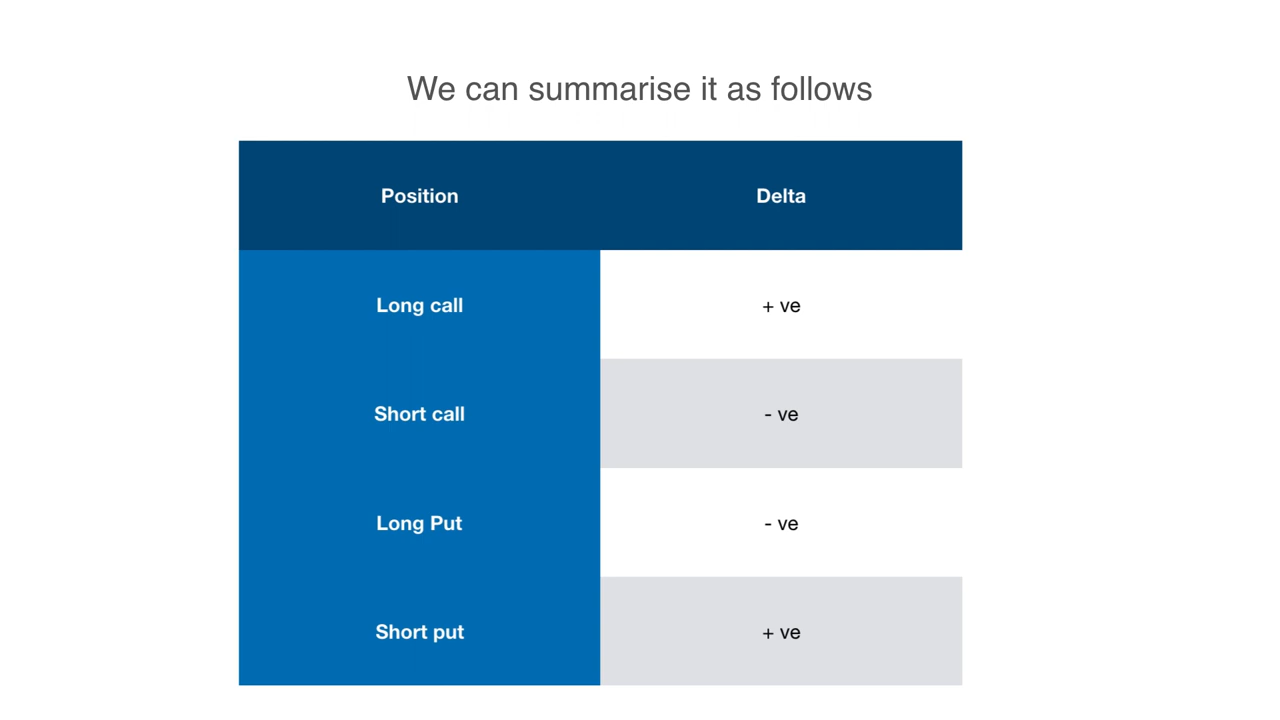 We can summarise it as follows
Position Delta
Long call + ve
Short call - ve
Long Put - ve
Short put + ve